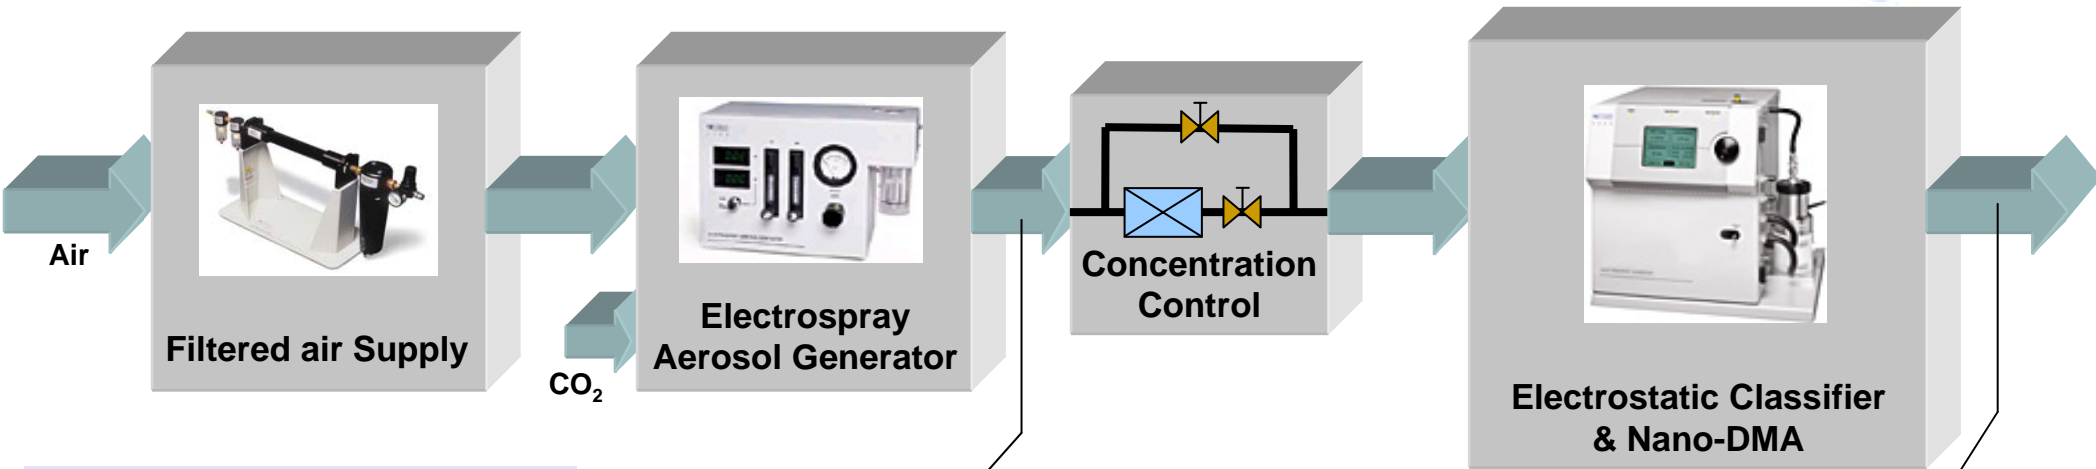 Air
Filtered air Supply
CO₂
Electrospray
Aerosol Generator
Concentration
Control
Electrostatic Classifier
& Nano-DMA